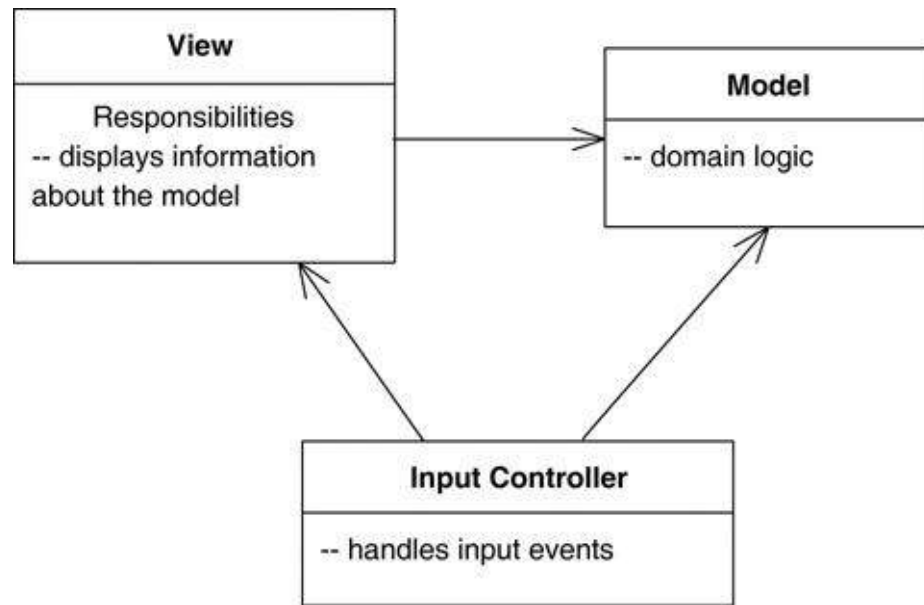 View
Responsibilities
-- displays information
about the model
Model
-- domain logic
Input Controller
-- handles input events